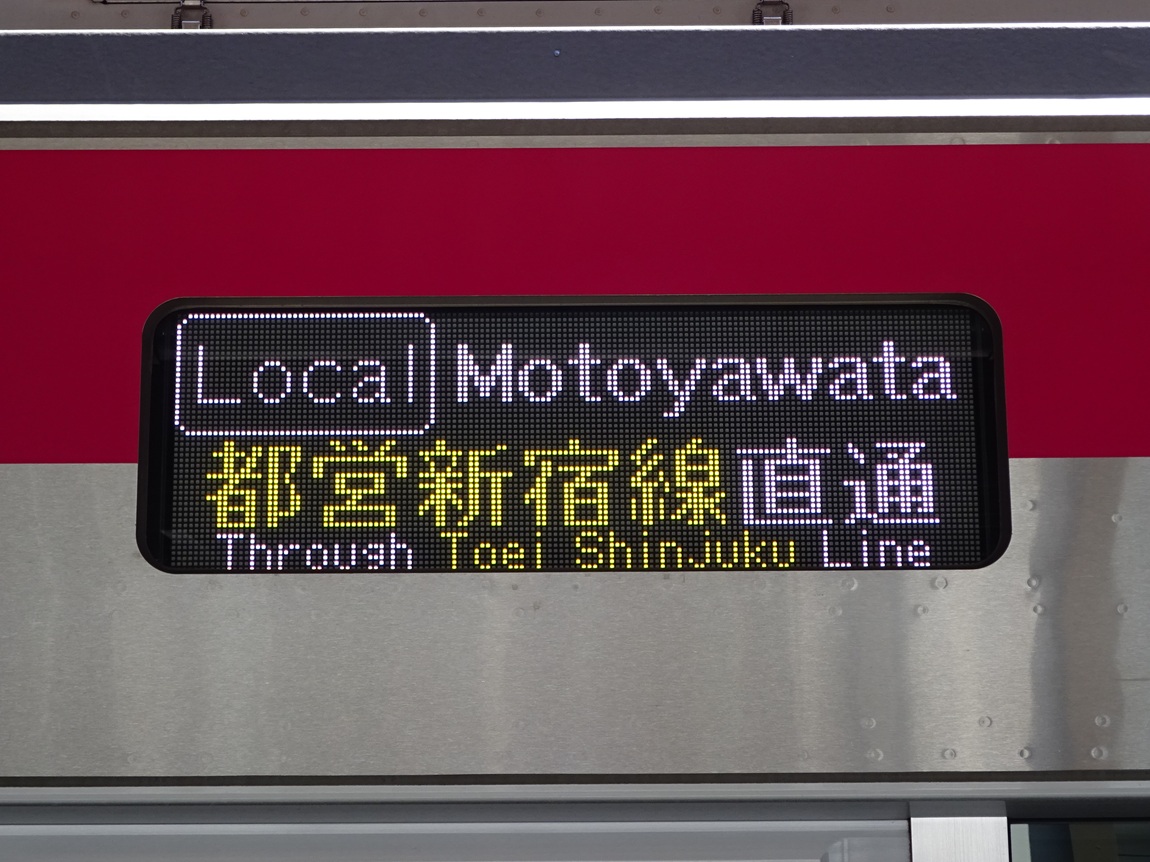 Local Motoyawata
都営新宿線直通
Through Toei Shinjuku Line